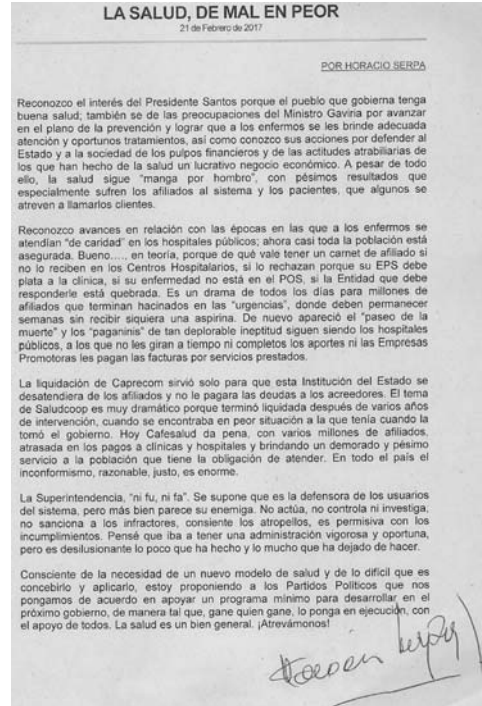 LA SALUD, DE MAL EN PEOR
21 de Febrero de 2017
POR HORACIO SERPA
Reconozco el interés del Presidente Santos porque el pueblo que gobierna tenga
buena salud; también se de las preocupaciones del Ministro Gaviria por avanzar
en el plano de la prevención y lograr que a los enfermos se les brinde adecuada
atención y oportunos tratamientos, así como conozco sus acciones por defender al
Estado y a la sociedad de los pulpos financieros y de las actitudes atrabiliarias de
los que han hecho de la salud un lucrativo negocio económico. A pesar de todo
ello, la salud sigue "manga por hombro", con pésimos resultados que
especialmente sufren los afiliados al sistema y los pacientes, que algunos se
atreven a llamarlos clientes.
Reconozco avances en relación con las épocas en las que a los enfermos se
atendían "de caridad" en los hospitales públicos; ahora casi toda la población está
asegurada. Bueno...., en teoría, porque de qué vale tener un carnet de afiliado si
no lo reciben en los Centros Hospitalarios, si lo rechazan porque su EPS debe
plata a la clínica, si su enfermedad no está en el POS, si la Entidad que debe
responderle está quebrada. Es un drama de todos los días para millones de
afiliados que terminan hacinados en las "urgencias", donde deben permanecer
semanas sin recibir siquiera una aspirina. De nuevo apareció el "paseo de la
muerte" y los "paganinis" de tan deplorable ineptitud siguen siendo los hospitales
públicos, a los que no les giran a tiempo ni completos los aportes ni las Empresas
Promotoras les pagan las facturas por servicios prestados.
La liquidación de Caprecom sirvió solo para que esta Institución del Estado se
desatendiera de los afiliados y no le pagara las deudas a los acreedores. El tema
de Saludcoop es muy dramático porque terminó liquidada después de varios años
de intervención, cuando se encontraba en peor situación a la que tenía cuando la
tomó el gobierno. Hoy Cafesalud da pena, con varios millones de afiliados,
atrasada en los pagos a clínicas y hospitales y brindando un demorado y pésimo
servicio a la población que tiene la obligación de atender. En todo el país el
inconformismo, razonable, justo, es enorme.
La Superintendencia, "ni fu, ni fa". Se supone que es la defensora de los usuarios
del sistema, pero más bien parece su enemiga. No actúa, no controla ni investiga;
no sanciona a los infractores, consiente los atropellos, es permisiva con los
incumplimientos. Pensé que iba a tener una administración vigorosa y oportuna,
pero es desilusionante lo poco que ha hecho y lo mucho que ha dejado de hacer.
Consciente de la necesidad de un nuevo modelo de salud y de lo difícil que es
concebirlo y aplicarlo, estoy proponiendo a los Partidos Políticos que nos
pongamos de acuerdo en apoyar un programa mínimo para desarrollar en el
próximo gobierno, de manera tal que, gane quien gane, lo ponga en ejecución, con
el apoyo de todos. La salud es un bien general. ¡Atrevámonos!
Horacio Serpa